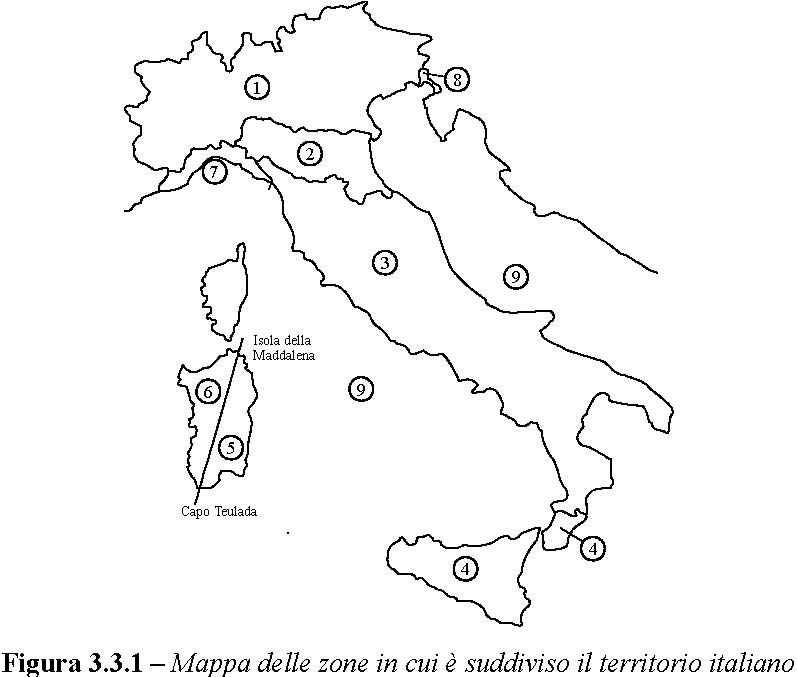 8
1
2
7
3
9
Isola della
Maddalena
6
9
5
Capo Teulada
4
4
Figura 3.3.1 – Mappa delle zone in cui è suddiviso il territorio italiano